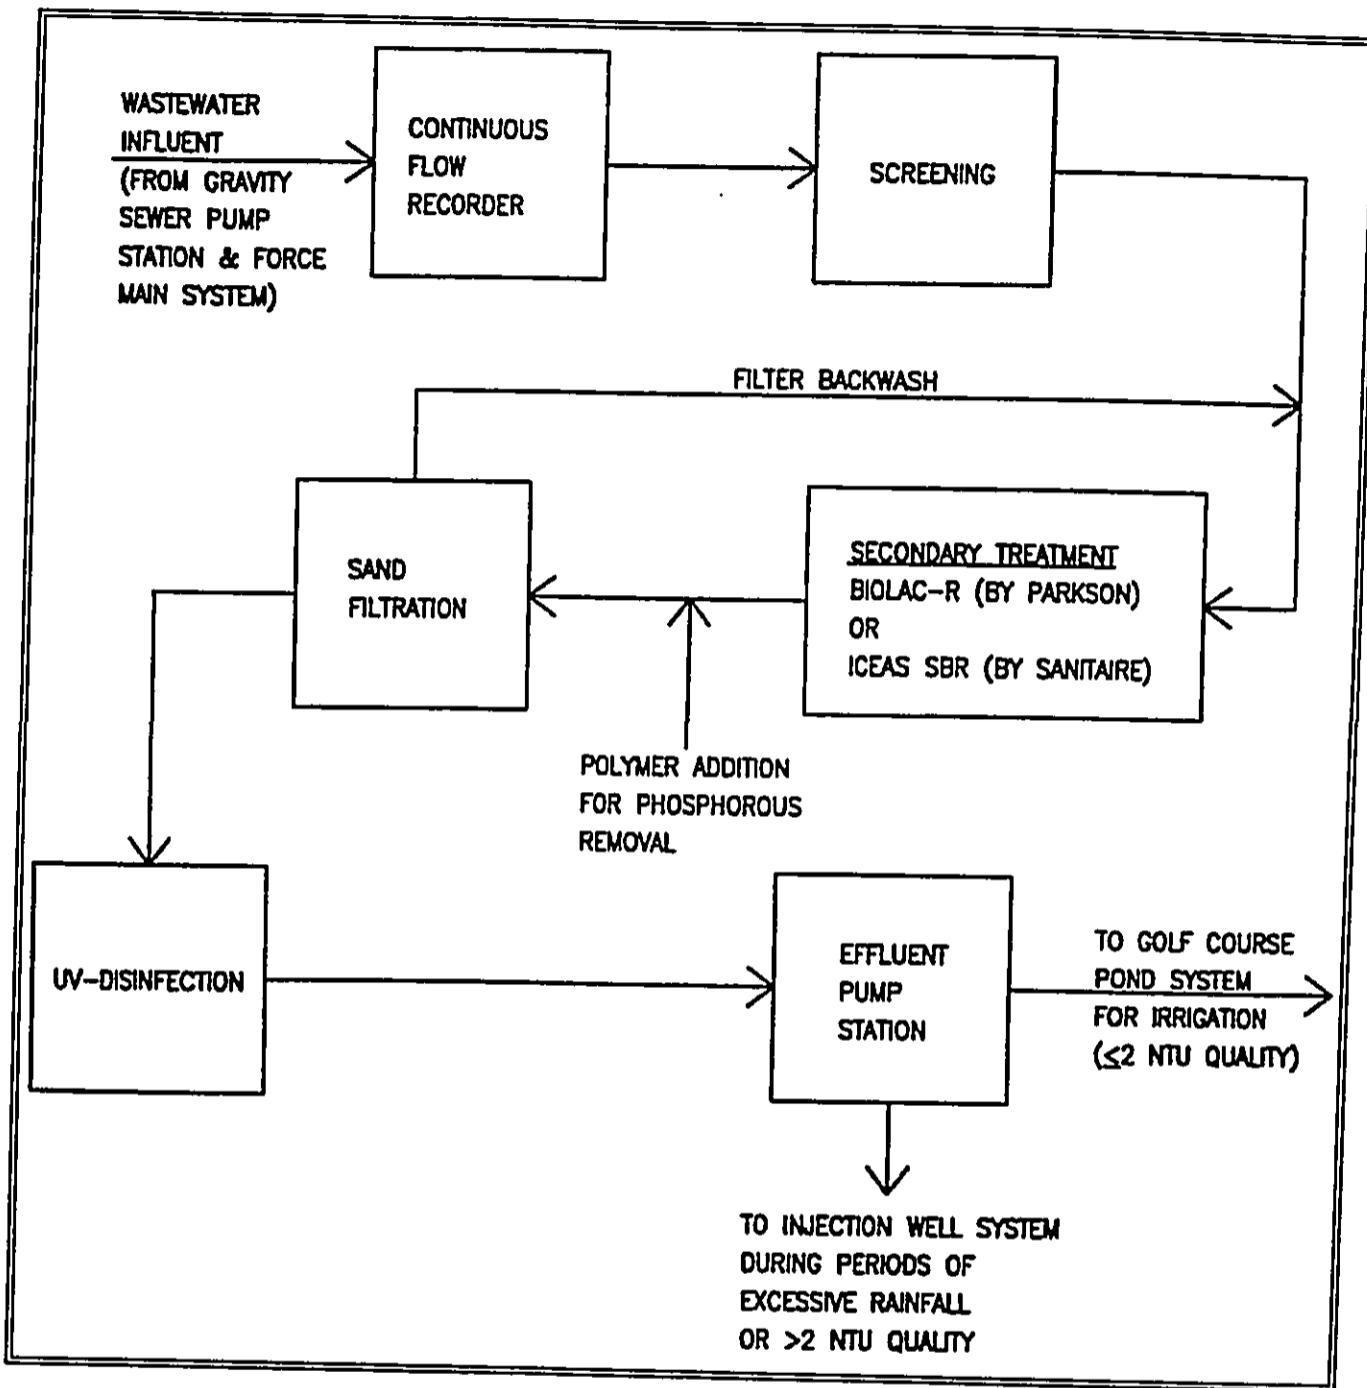 WASTEWATER
INFLUENT
(FROM GRAVITY
SEWER PUMP
STATION & FORCE
MAIN SYSTEM)
CONTINUOUS
FLOW
RECORDER
SCREENING
FILTER BACKWASH
SAND
FILTRATION
SECONDARY TREATMENT
BIOLAC-R (BY PARKSON)
OR
ICEAS SBR (BY SANITAIRE)
POLYMER ADDITION
FOR PHOSPHOROUS
REMOVAL
UV-DISINFECTION
EFFLUENT
PUMP
STATION
TO GOLF COURSE
POND SYSTEM
FOR IRRIGATION
(≤2 NTU QUALITY)
TO INJECTION WELL SYSTEM
DURING PERIODS OF
EXCESSIVE RAINFALL
OR >2 NTU QUALITY